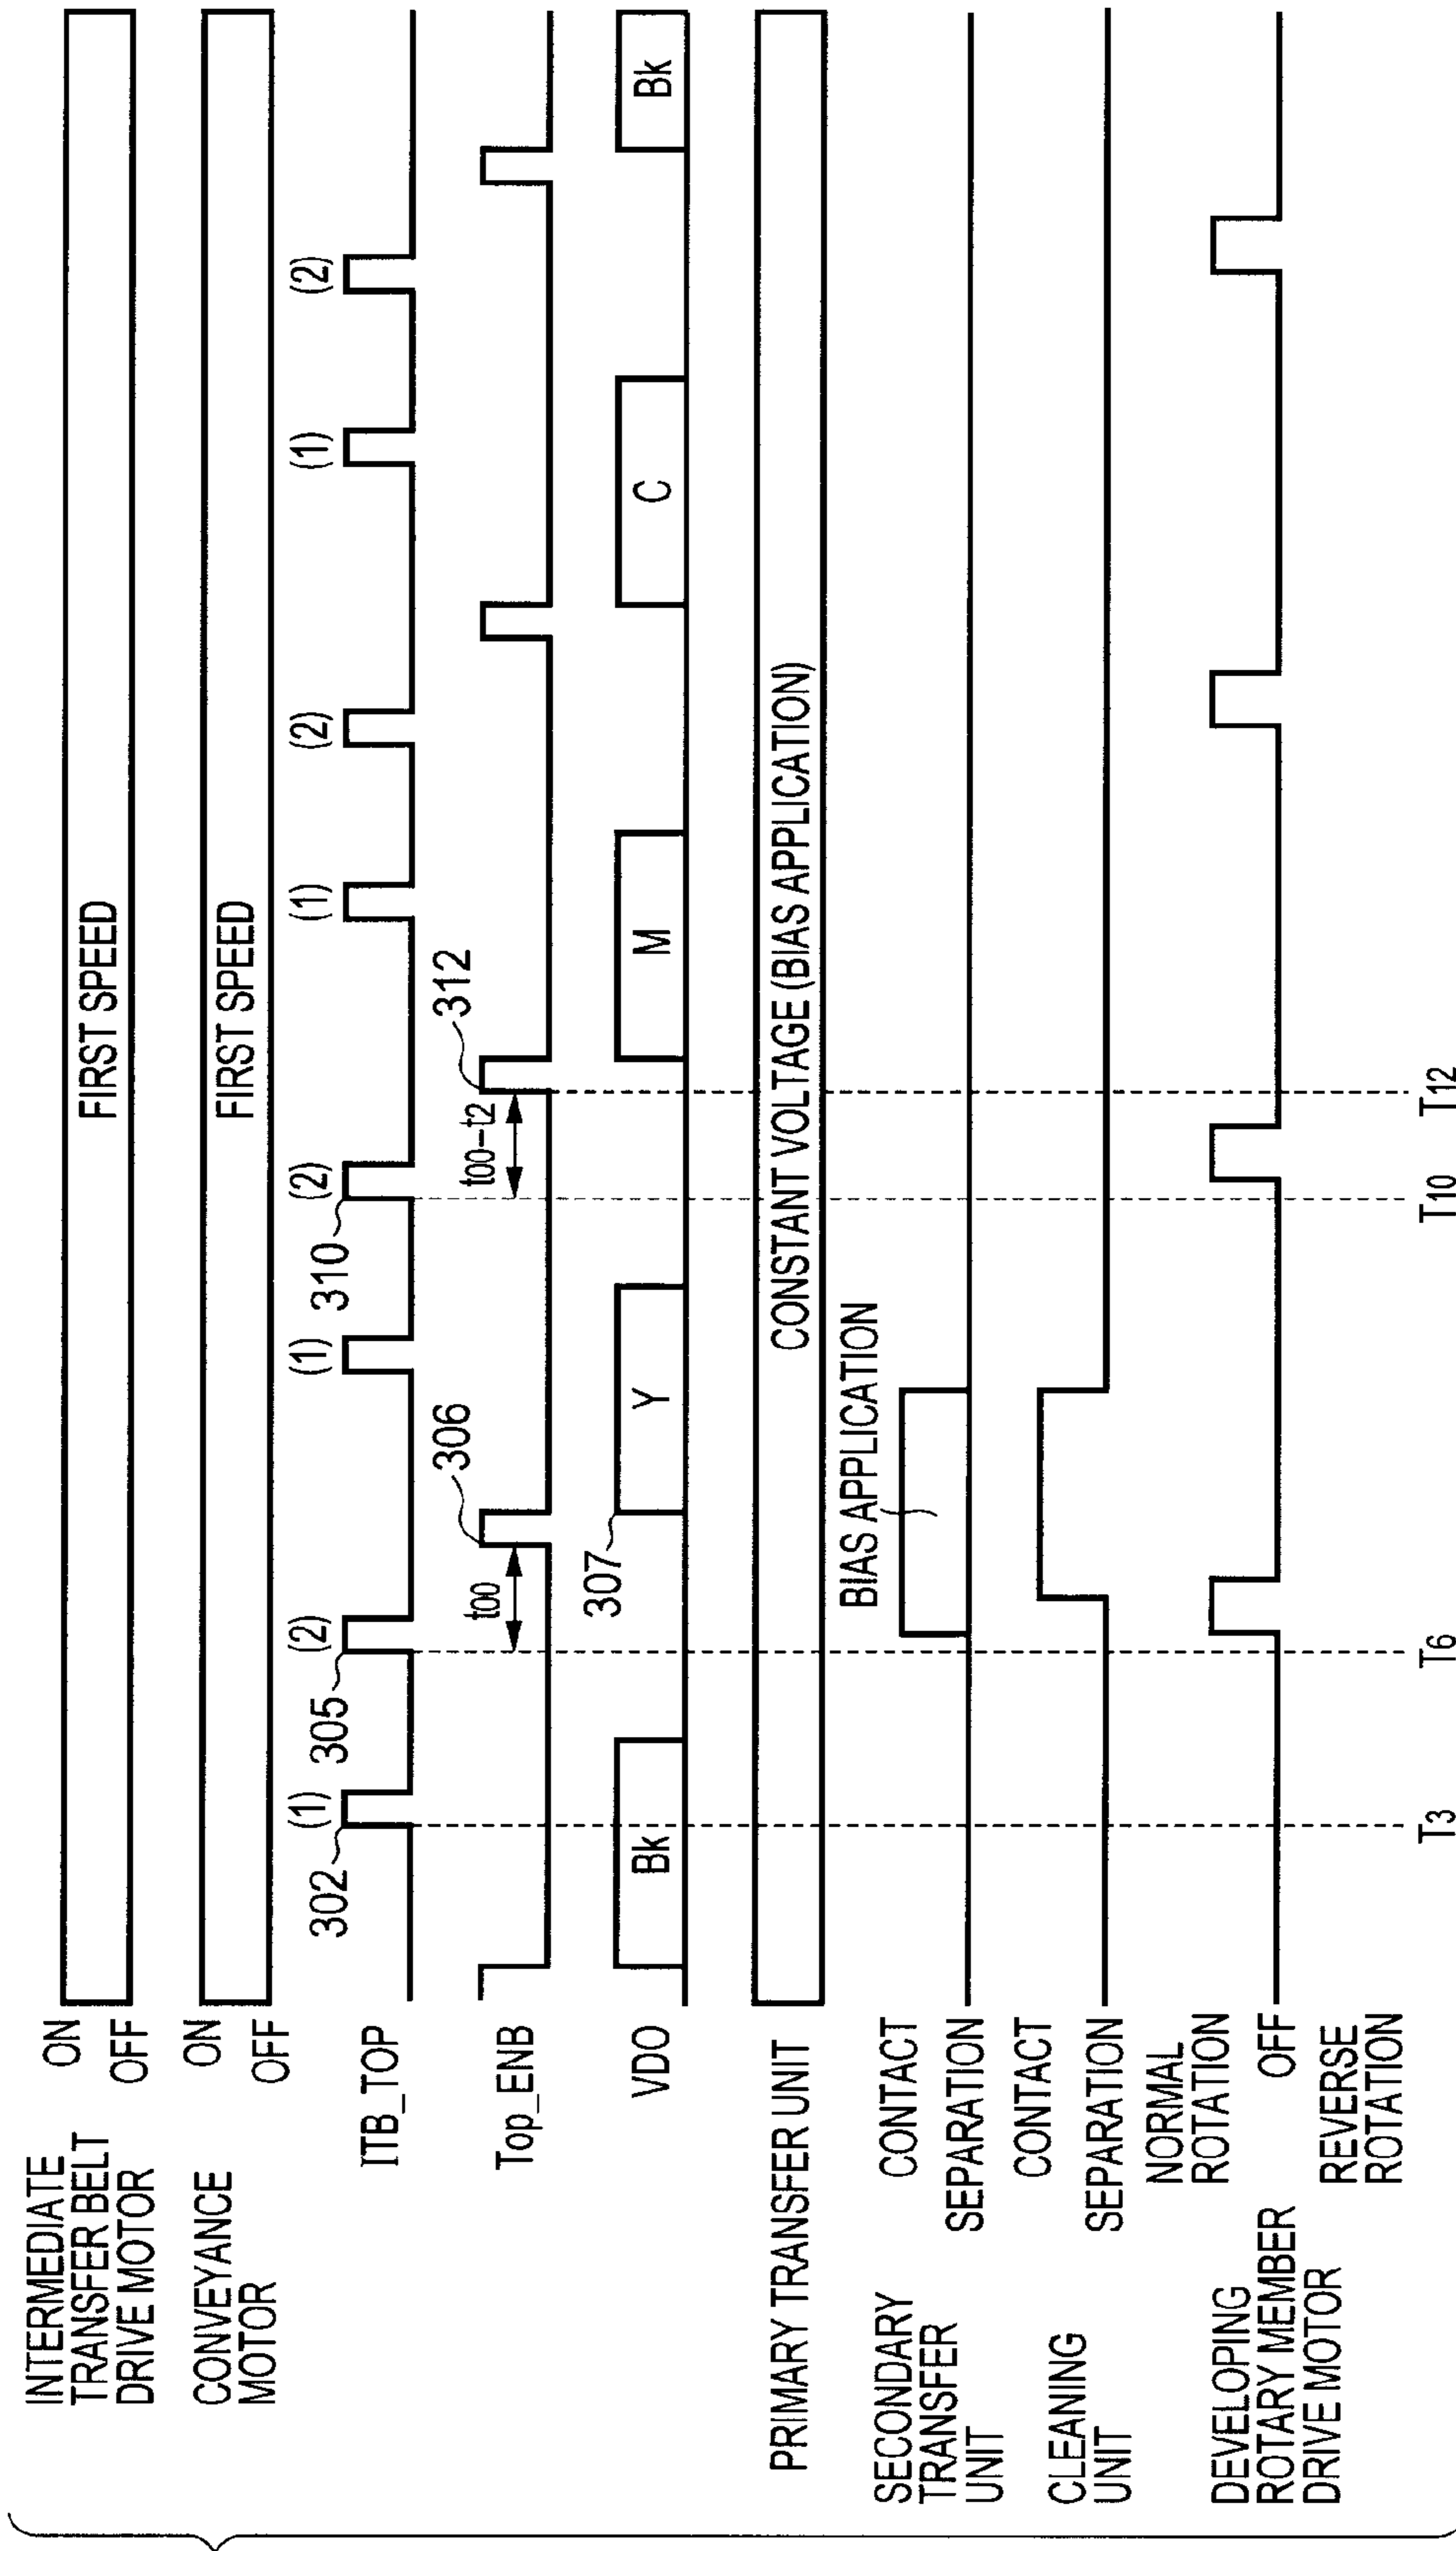 INTERMEDIATE
TRANSFER BELT
DRIVE MOTOR
ON
OFF
FIRST SPEED
CONVEYANCE
MOTOR
ON
OFF
FIRST SPEED
ITB_TOP
302
(1)
305
(2)
(1)
310
(2)
(1)
(2)
(1)
(2)
Top_ENB
t00
306
t00-t2
312
VDO
Bk
307
Y
M
C
Bk
PRIMARY TRANSFER UNIT
CONSTANT VOLTAGE (BIAS APPLICATION)
SECONDARY
TRANSFER
UNIT
CONTACT
SEPARATION
BIAS APPLICATION
CLEANING
UNIT
CONTACT
SEPARATION
DEVELOPING
ROTARY MEMBER
DRIVE MOTOR
NORMAL
ROTATION
OFF
REVERSE
ROTATION
T3
T6
T10
T12